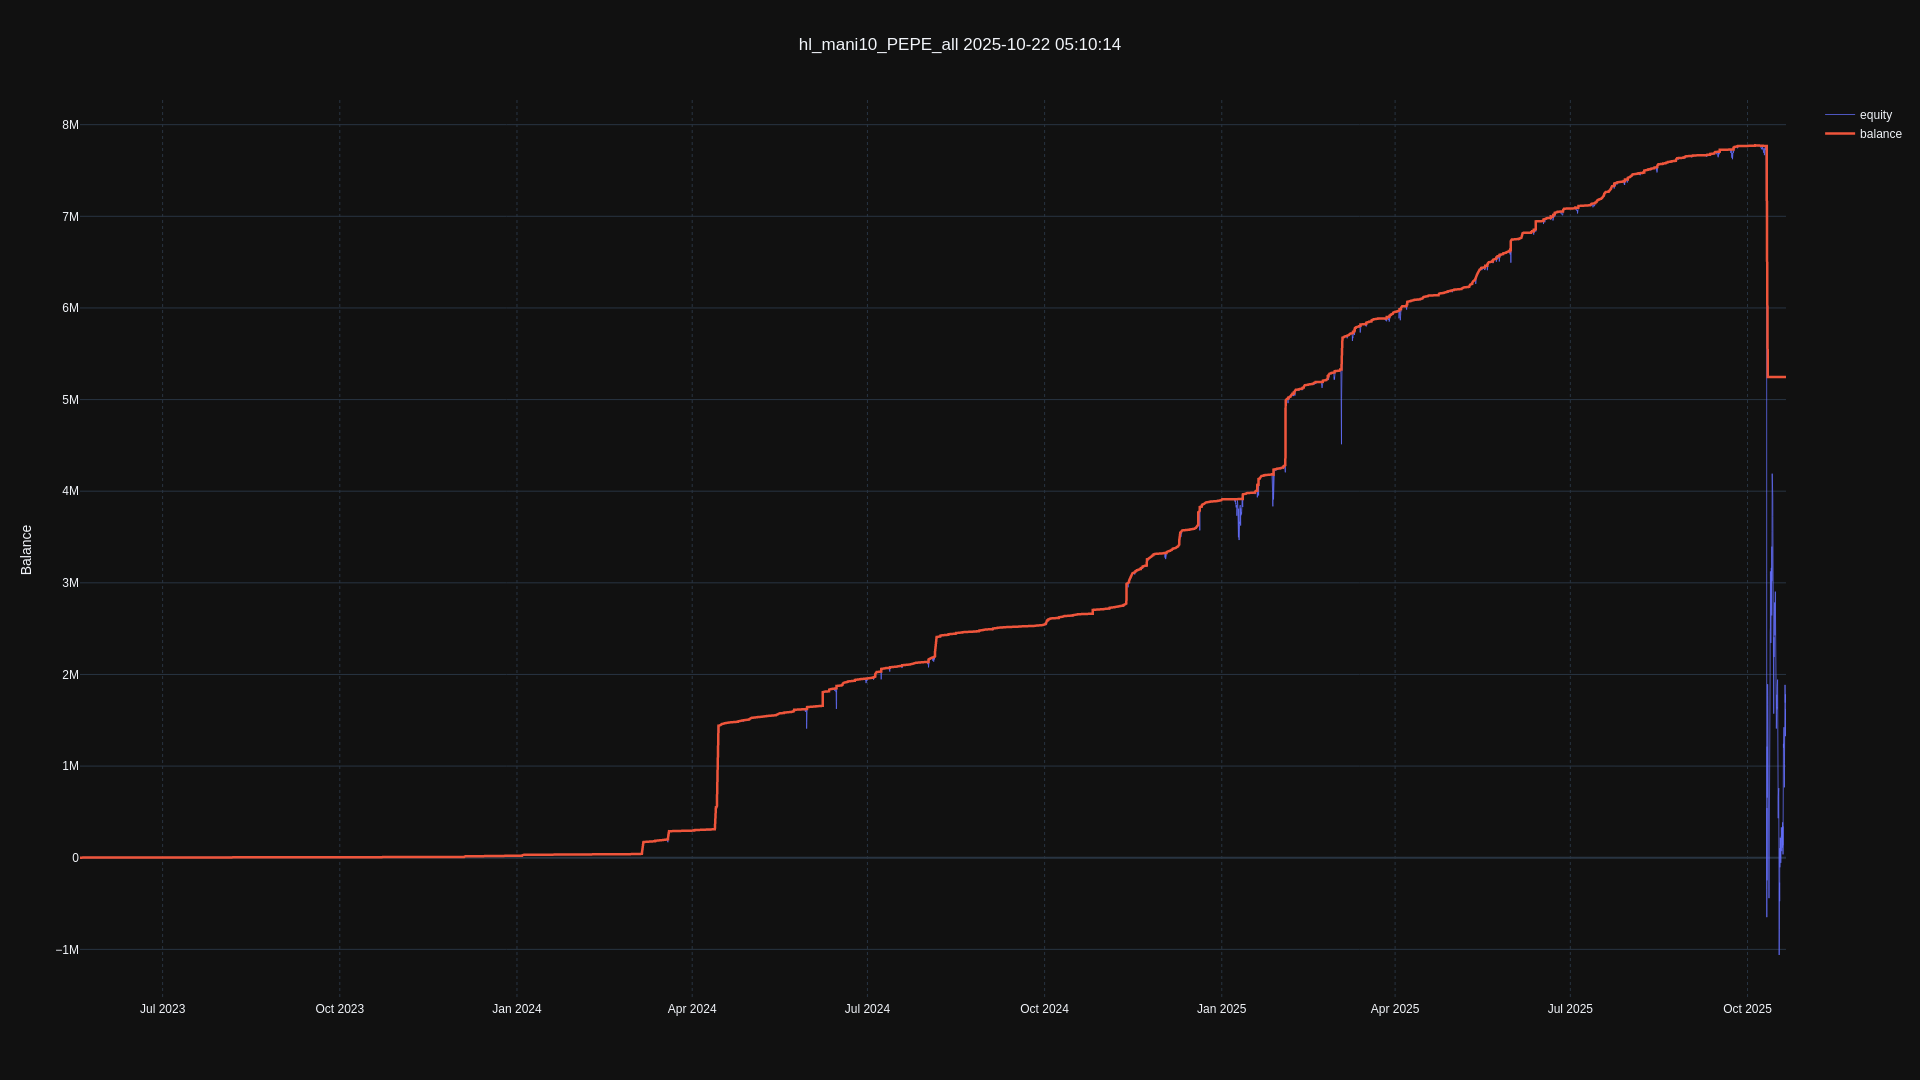 hl_mani10_PEPE_all 2025-10-22 05:10:14
equity
balance
8M
7M
6M
5M
4M
3M
2M
1M
0
−1M
Balance
Jul 2023
Oct 2023
Jan 2024
Apr 2024
Jul 2024
Oct 2024
Jan 2025
Apr 2025
Jul 2025
Oct 2025